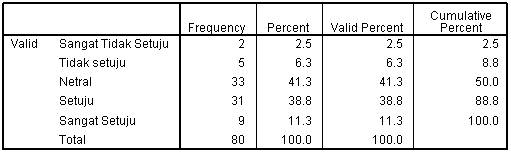 Frequency Percent Valid Percent Cumulative Percent
Valid Sangat Tidak Setuju 2 2.5 2.5 2.5
Tidak setuju 5 6.3 6.3 8.8
Netral 33 41.3 41.3 50.0
Setuju 31 38.8 38.8 88.8
Sangat Setuju 9 11.3 11.3 100.0
Total 80 100.0 100.0